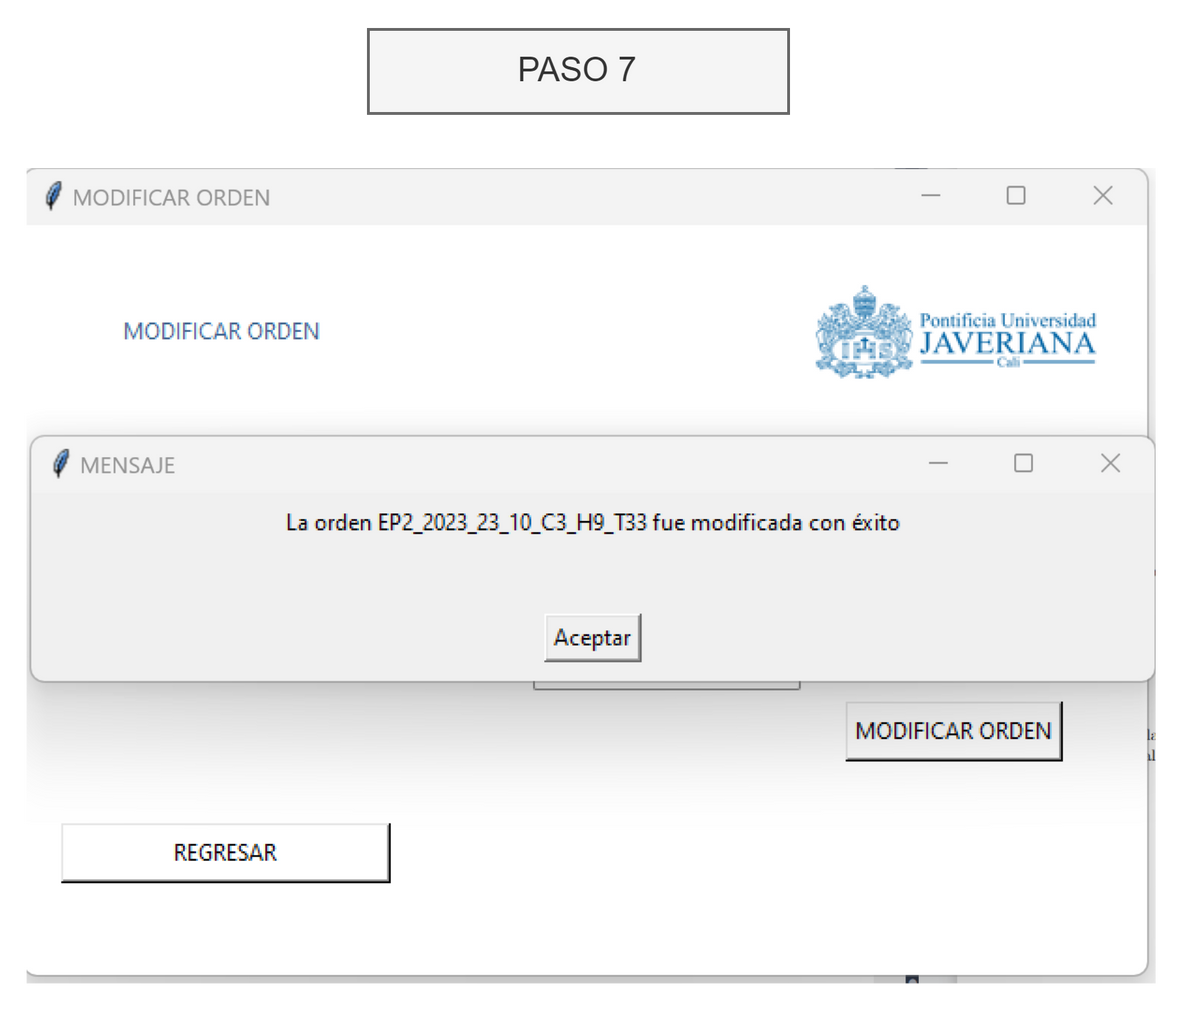 PASO 7
MODIFICAR ORDEN
MODIFICAR ORDEN
Pontificia Universidad
JAVERIANA
Cali
MENSAJE
La orden EP2_2023_23_10_C3_H9_T33 fue modificada con éxito
Aceptar
MODIFICAR ORDEN
REGRESAR